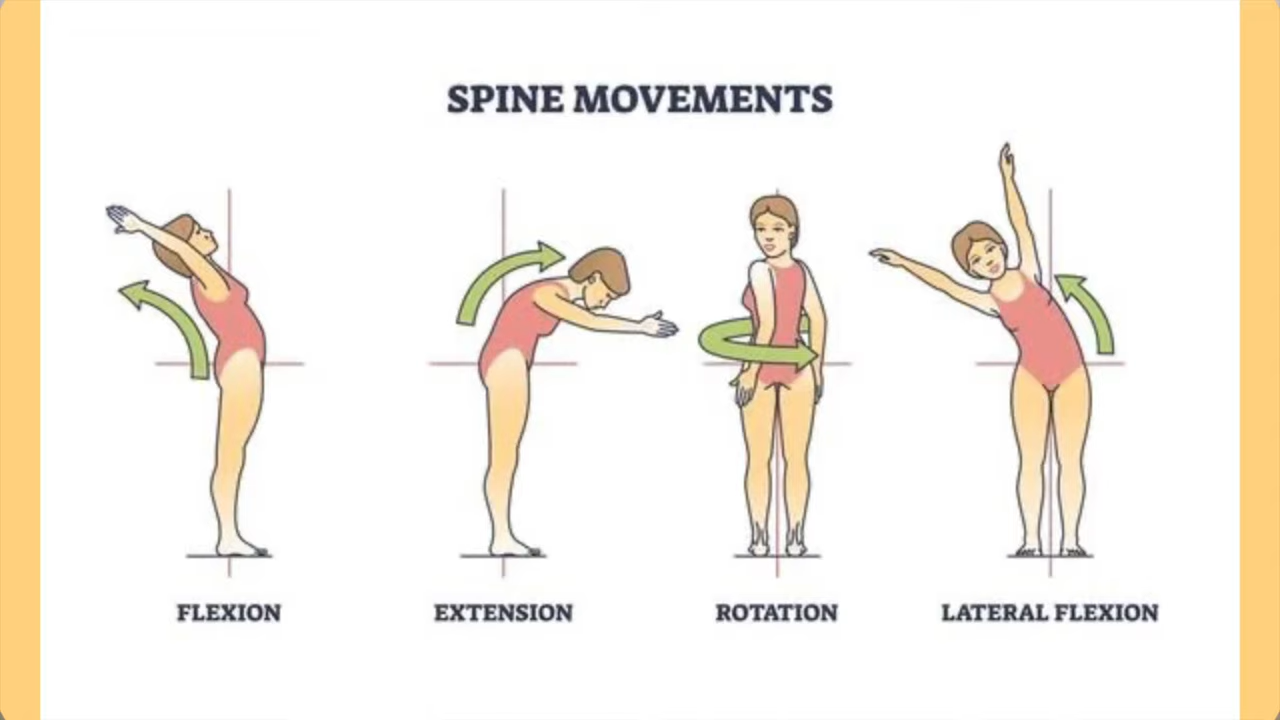 SPINE MOVEMENTS
FLEXION
EXTENSION
ROTATION
LATERAL FLEXION